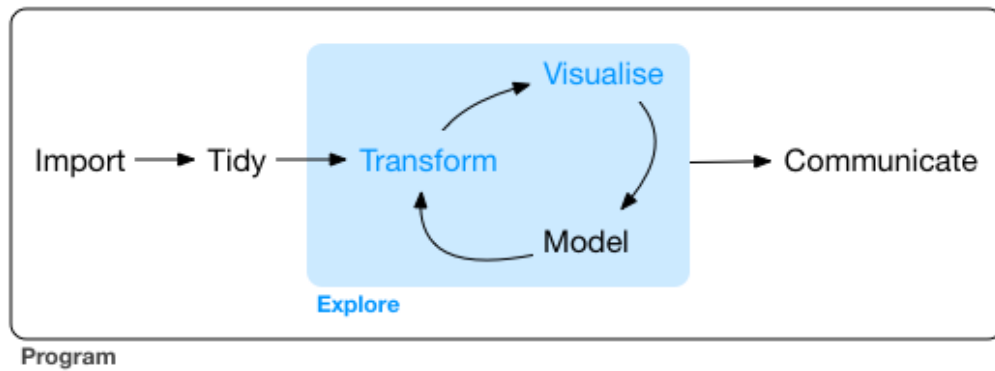 Visualise
Import
Tidy
Transform
Communicate
Model
Explore
Program